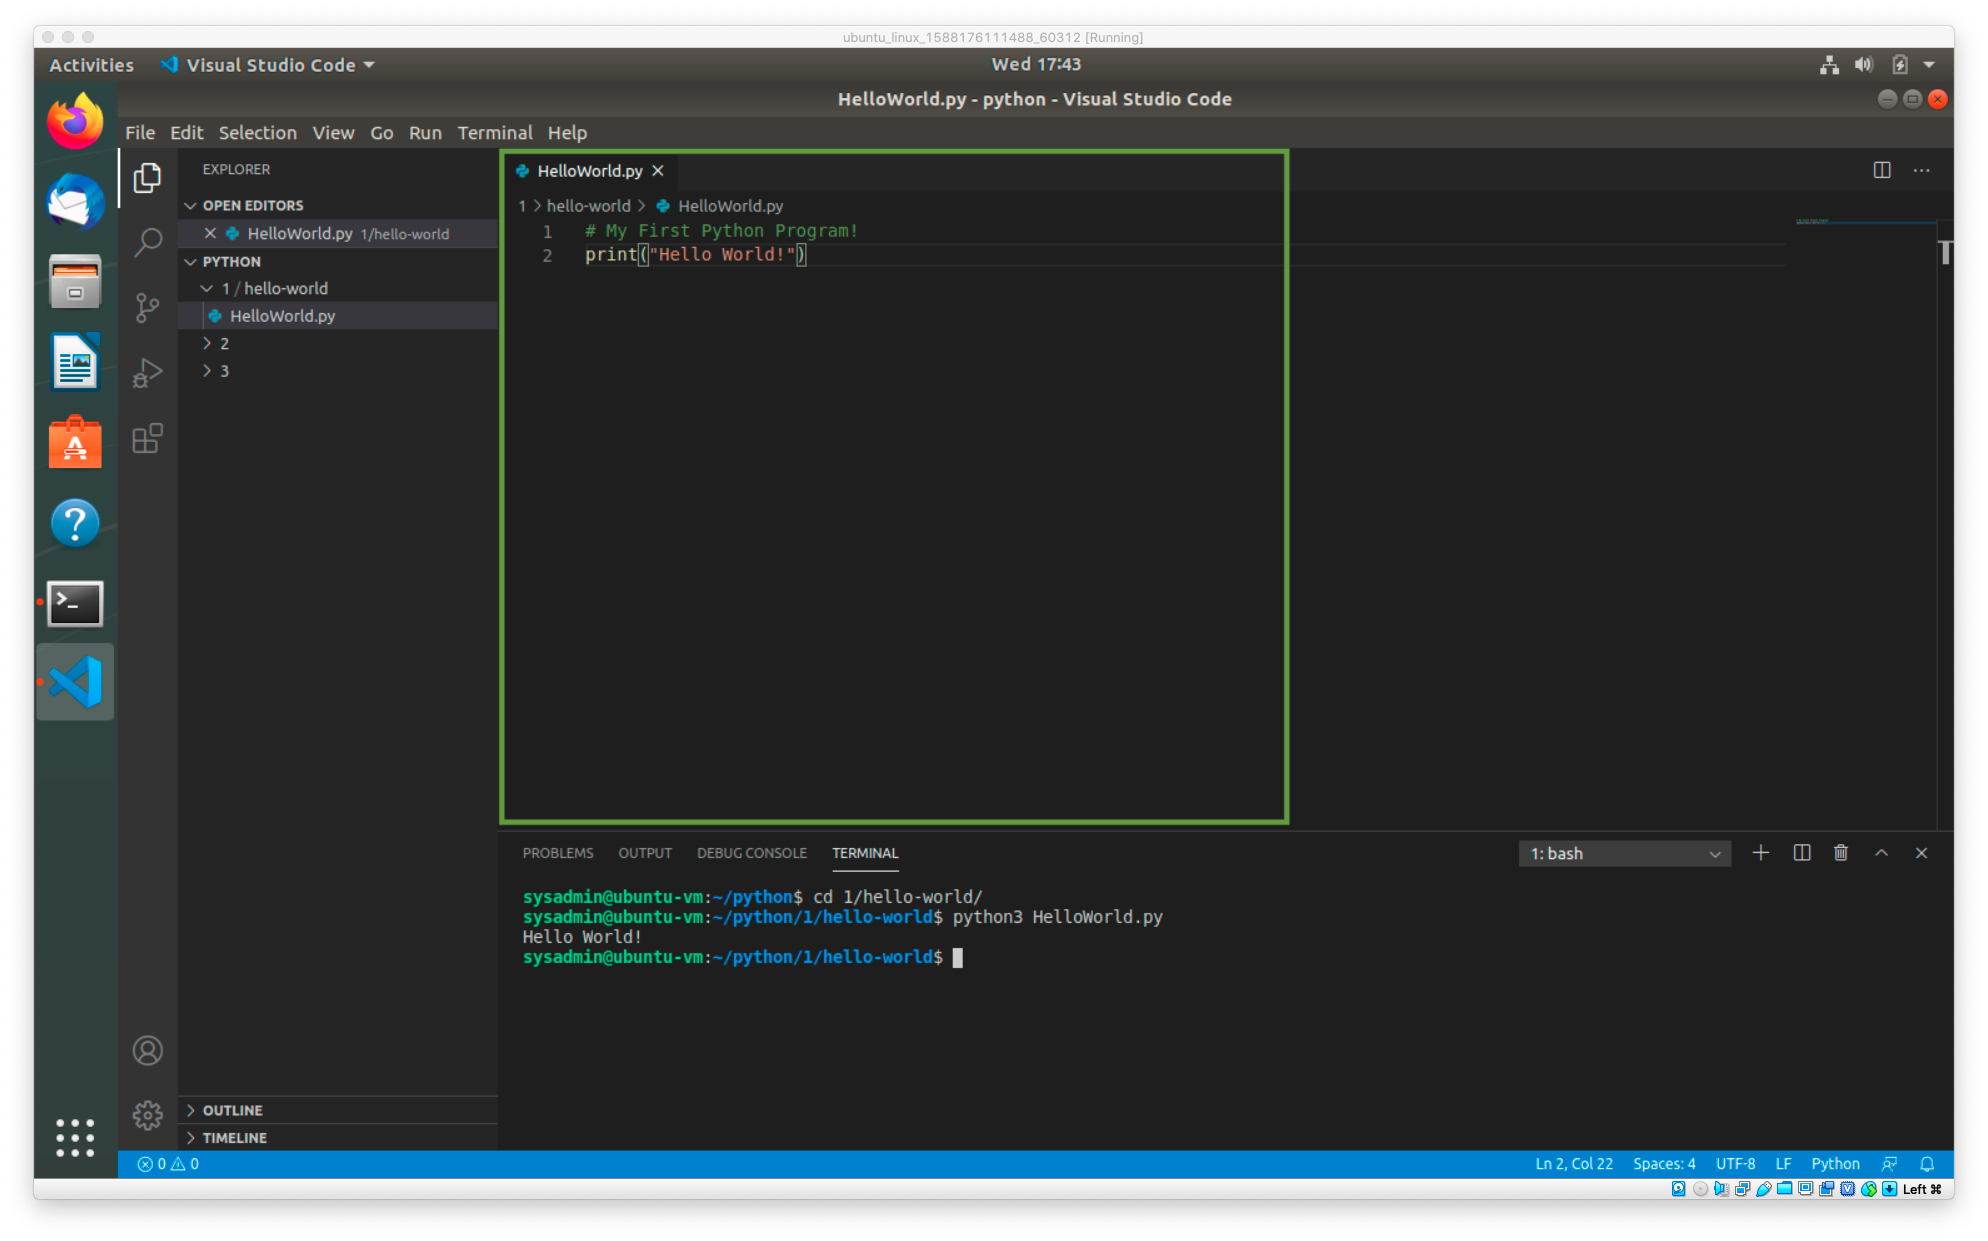 ubuntu_linux_1588176111488_60312 [Running]
Activities Visual Studio Code Wed 17:43
HelloWorld.py - python - Visual Studio Code
File Edit Selection View Go Run Terminal Help
EXPLORER
OPEN EDITORS
HelloWorld.py 1/hello-world
PYTHON
1 / hello-world
HelloWorld.py
2
3
OUTLINE
TIMELINE
HelloWorld.py
1 > hello-world > HelloWorld.py
1 # My First Python Program!
2 print("Hello World!")
PROBLEMS OUTPUT DEBUG CONSOLE TERMINAL 1: bash
sysadmin@ubuntu-vm:~/python$ cd 1/hello-world/
sysadmin@ubuntu-vm:~/python/1/hello-world$ python3 HelloWorld.py
Hello World!
sysadmin@ubuntu-vm:~/python/1/hello-world$
0 0 Ln 2, Col 22 Spaces: 4 UTF-8 LF Python
Left ⌘